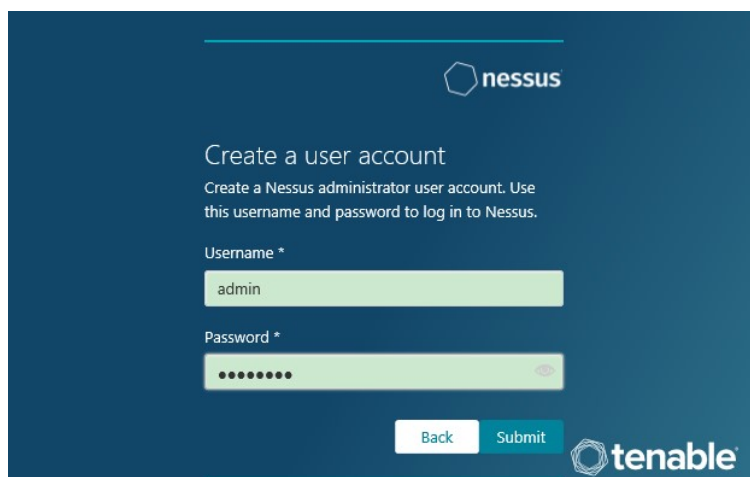 nessus
Create a user account
Create a Nessus administrator user account. Use
this username and password to log in to Nessus.
Username *
admin
Password *
••••••••
Back Submit
tenable